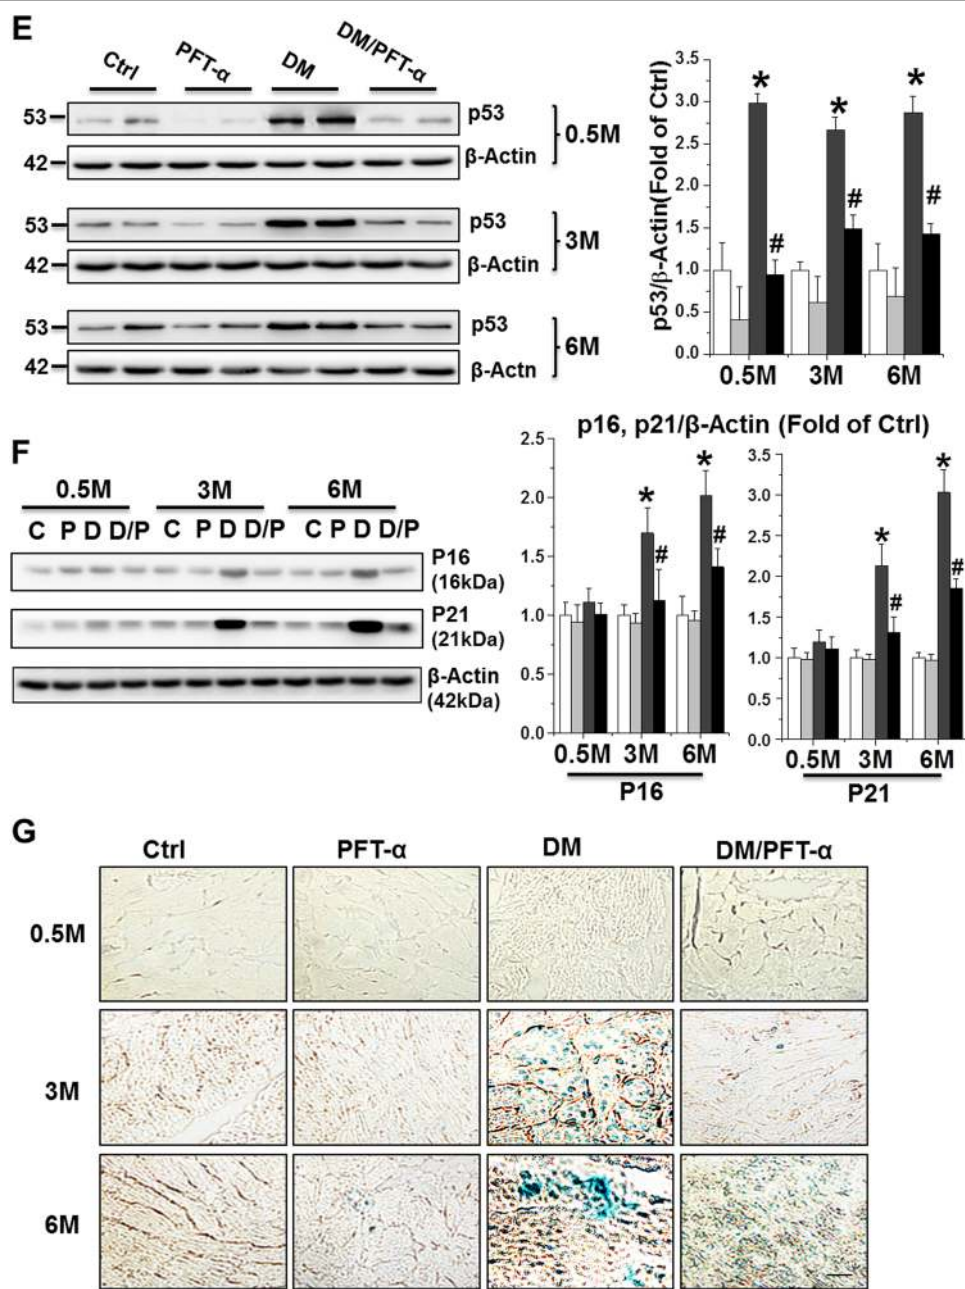 E
Ctrl PFT-α DM DM/PFT-α
53 p53
42 β-Actin
0.5M
53 p53
42 β-Actin
3M
53 p53
42 β-Actn
6M
p53/β-Actin(Fold of Ctrl)
3.5
3.0
2.5
2.0
1.5
1.0
0.5
0.0
* # * # * #
0.5M 3M 6M
F
0.5M 3M 6M
C P D D/P C P D D/P C P D D/P
P16
(16kDa)
P21
(21kDa)
β-Actin
(42kDa)
p16, p21/β-Actin (Fold of Ctrl)
2.5
2.0
1.5
1.0
0.5
0.0
* # * #
0.5M 3M 6M
P16
3.5
3.0
2.5
2.0
1.5
1.0
0.5
0.0
* # * #
0.5M 3M 6M
P21
G
Ctrl PFT-α DM DM/PFT-α
0.5M
3M
6M